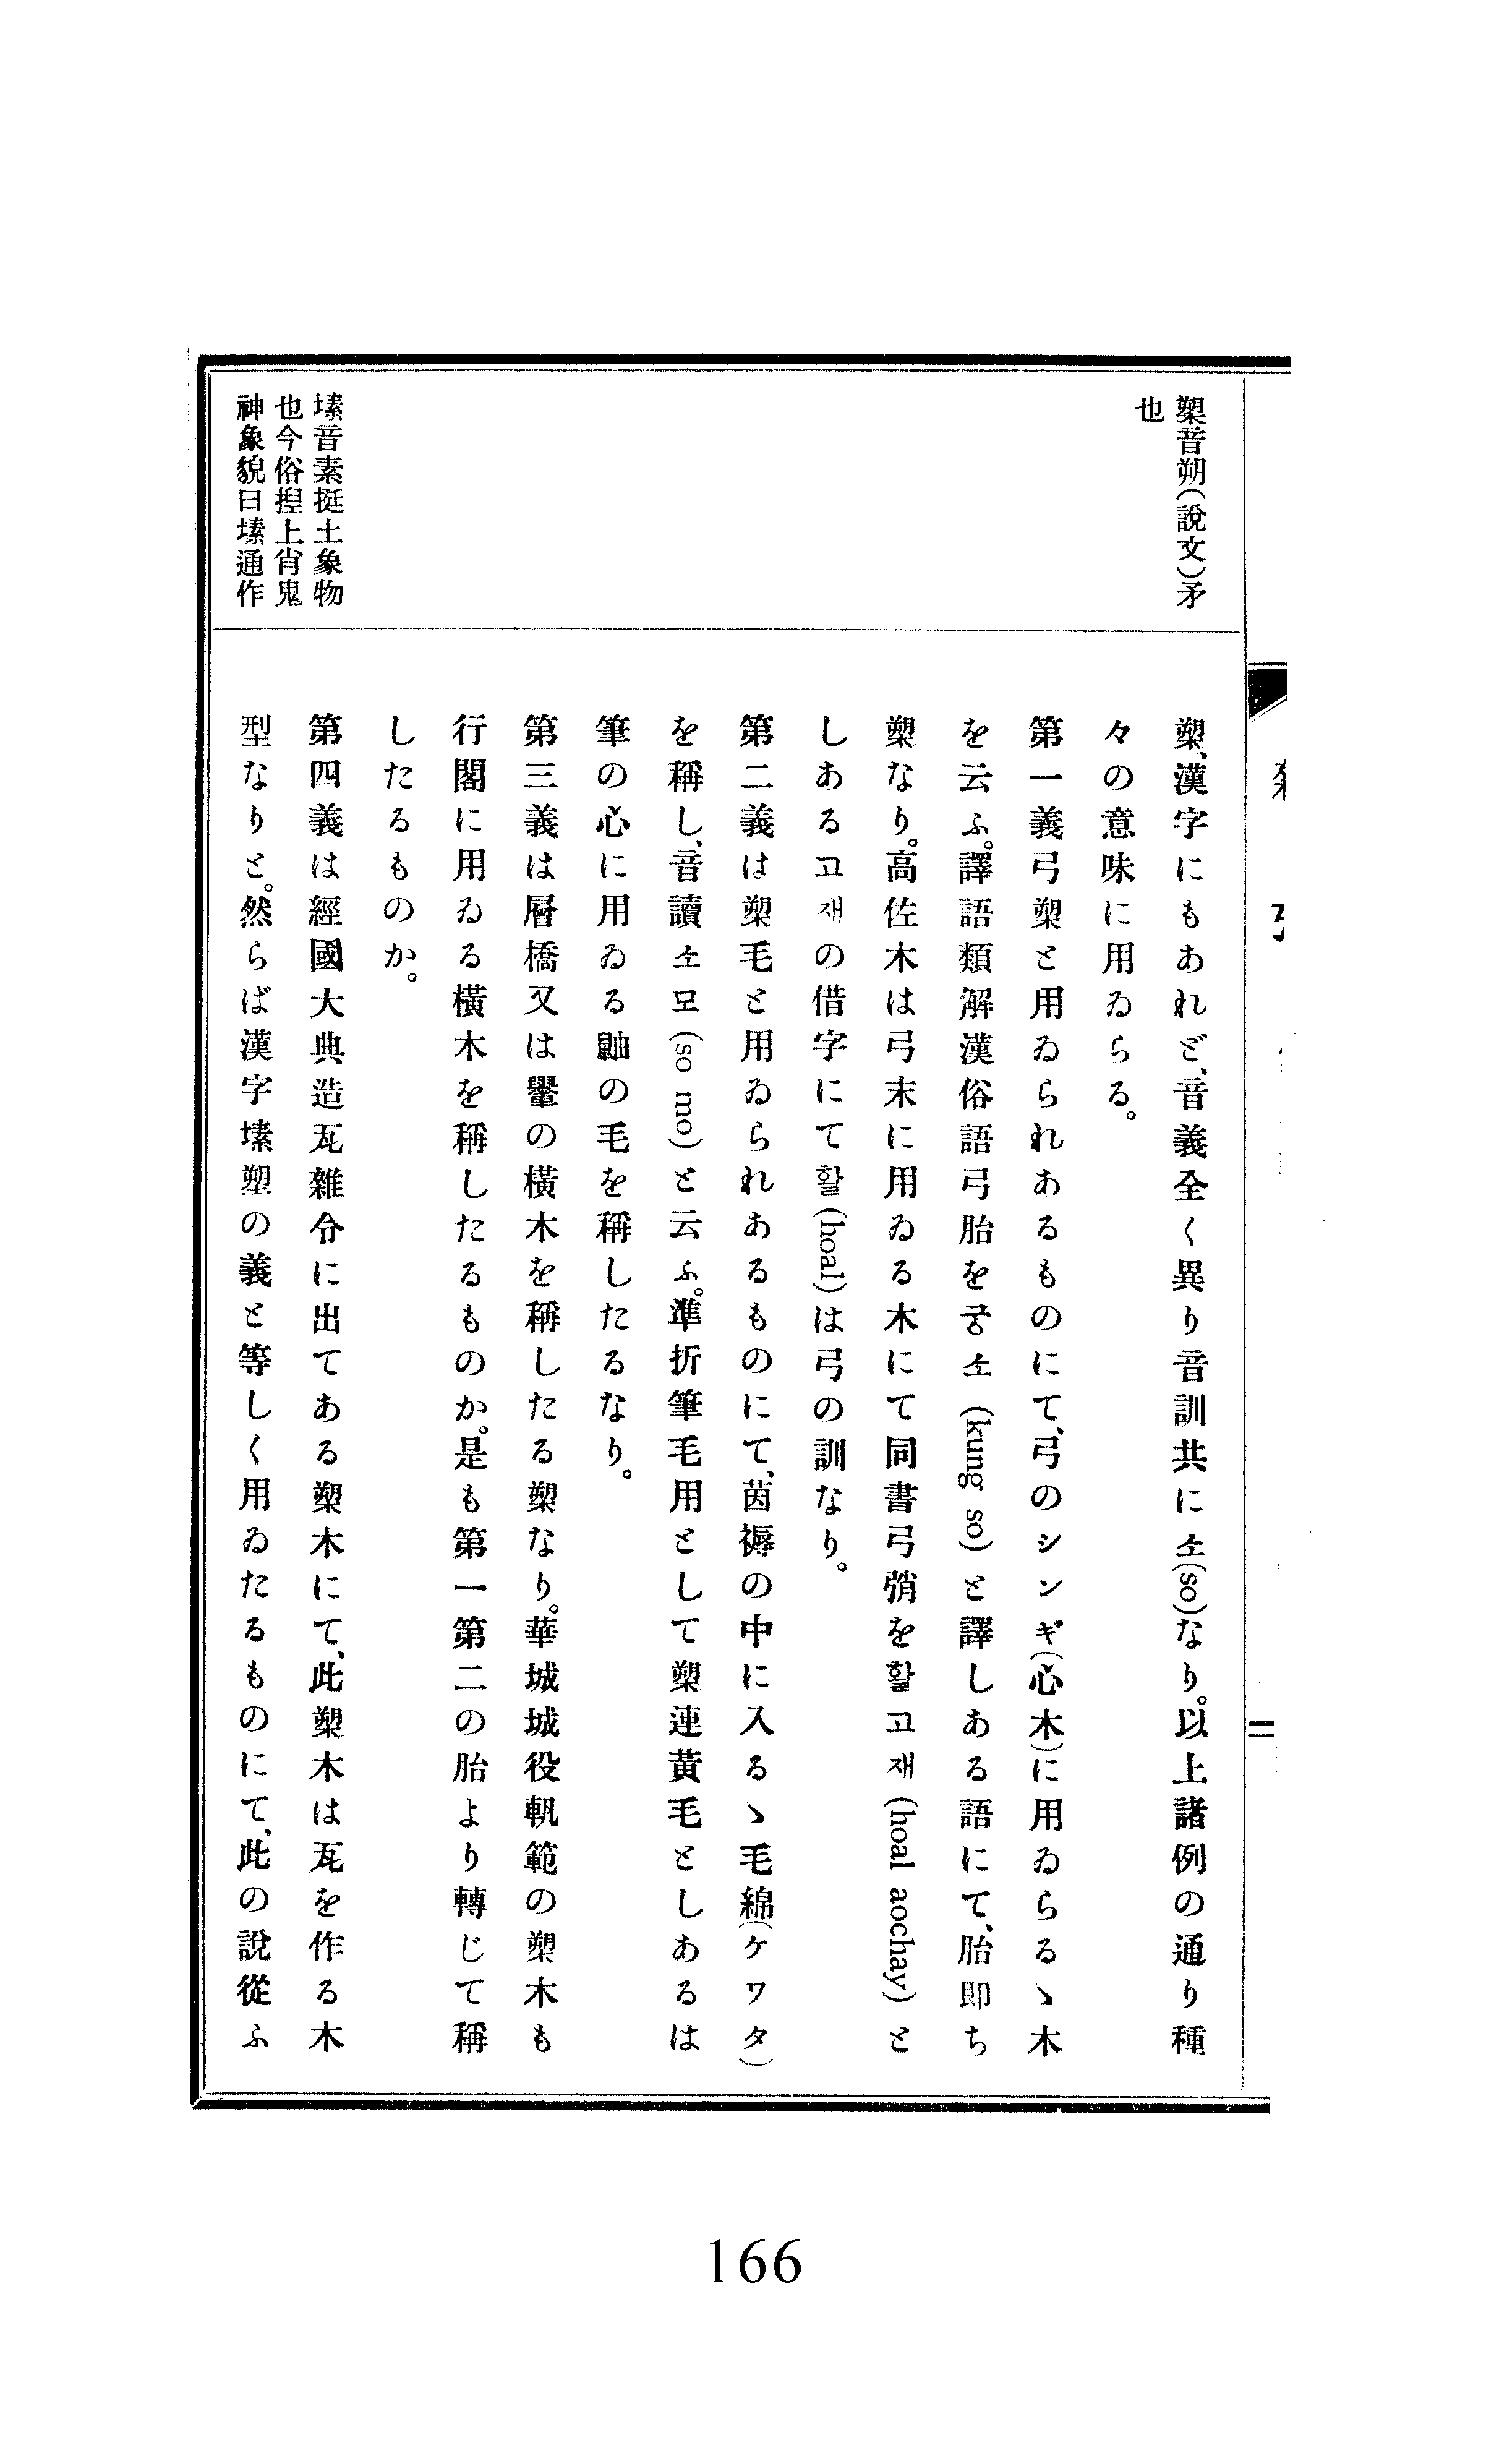 槊音朔(說文)矛
也
塐音素挺土象物
也今俗揑上肖鬼
神象貌曰塐通作
槊、漢字にもあれど、音義全く異り音訓共に소(so)なり。以上諸例の通り種
々の意味に用ゐらる。
第一義弓槊と用ゐられあるものにて、弓のシンギ(心木)に用ゐらるゝ木
を云ふ。譯語類解漢俗語弓胎を궁소(kung so)と譯しある語にて、胎即ち
槊なり。高佐木は弓末に用ゐる木にて同書弓弰を활고재(hoal aochay)と
しある고재の借字にて활(hoal)は弓の訓なり。
第二義は槊毛と用ゐられあるものにて、茵褥の中に入るゝ毛綿(ケワタ)
を稱し、音讀소모(so mo)と云ふ。準折筆毛用として槊連黃毛としあるは
筆の心に用ゐる鼬の毛を稱したるなり。
第三義は層橋又は轝の橫木を稱したる槊なり。華城城役軓範の槊木も
行閣に用ゐる橫木を稱したるものか。是も第一第二の胎より轉じて稱
したるものか。
第四義は經國大典造瓦雜令に出てある槊木にて、此槊木は瓦を作る木
型なりと。然らば漢字塐塑の義と等しく用ゐたるものにて、此の說從ふ
二
166